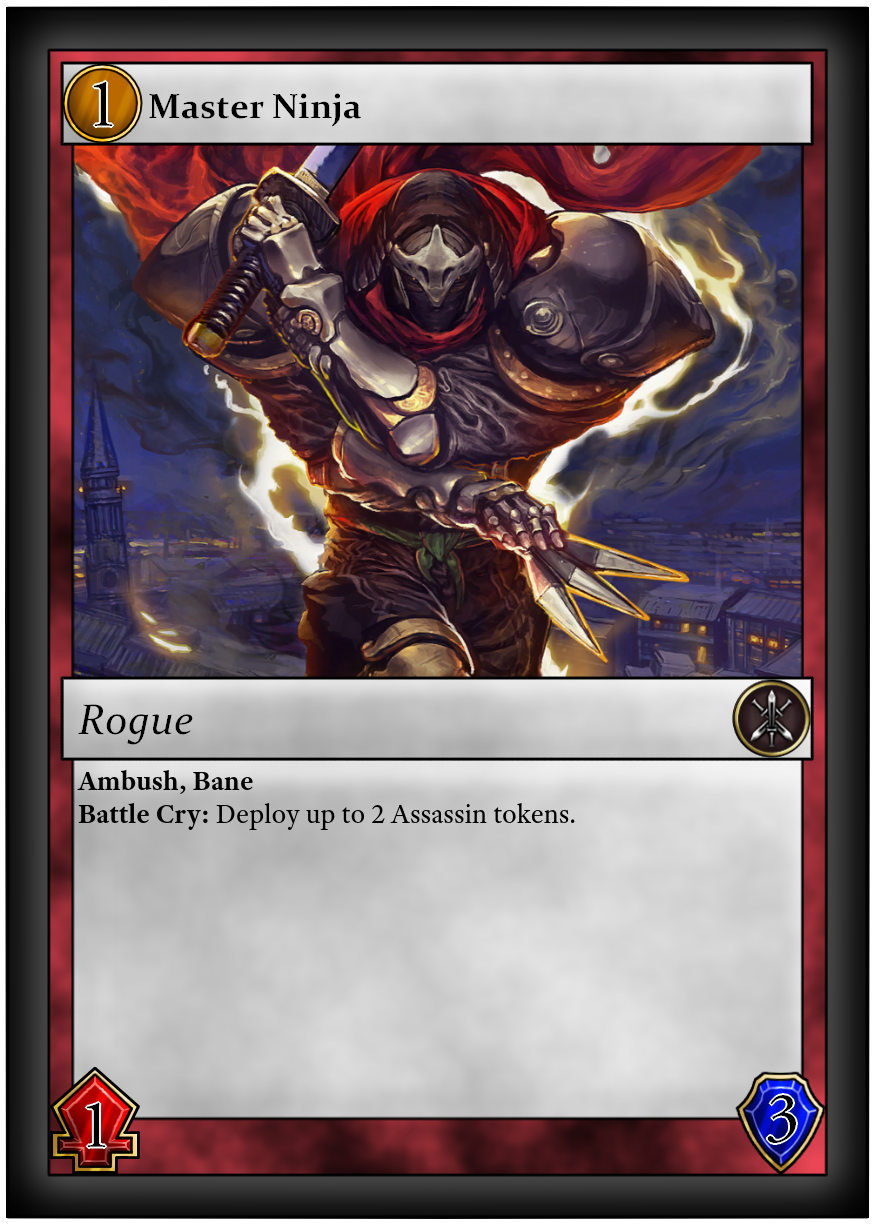 1 Master Ninja
Rogue
Ambush, Bane
Battle Cry: Deploy up to 2 Assassin tokens.
1
3